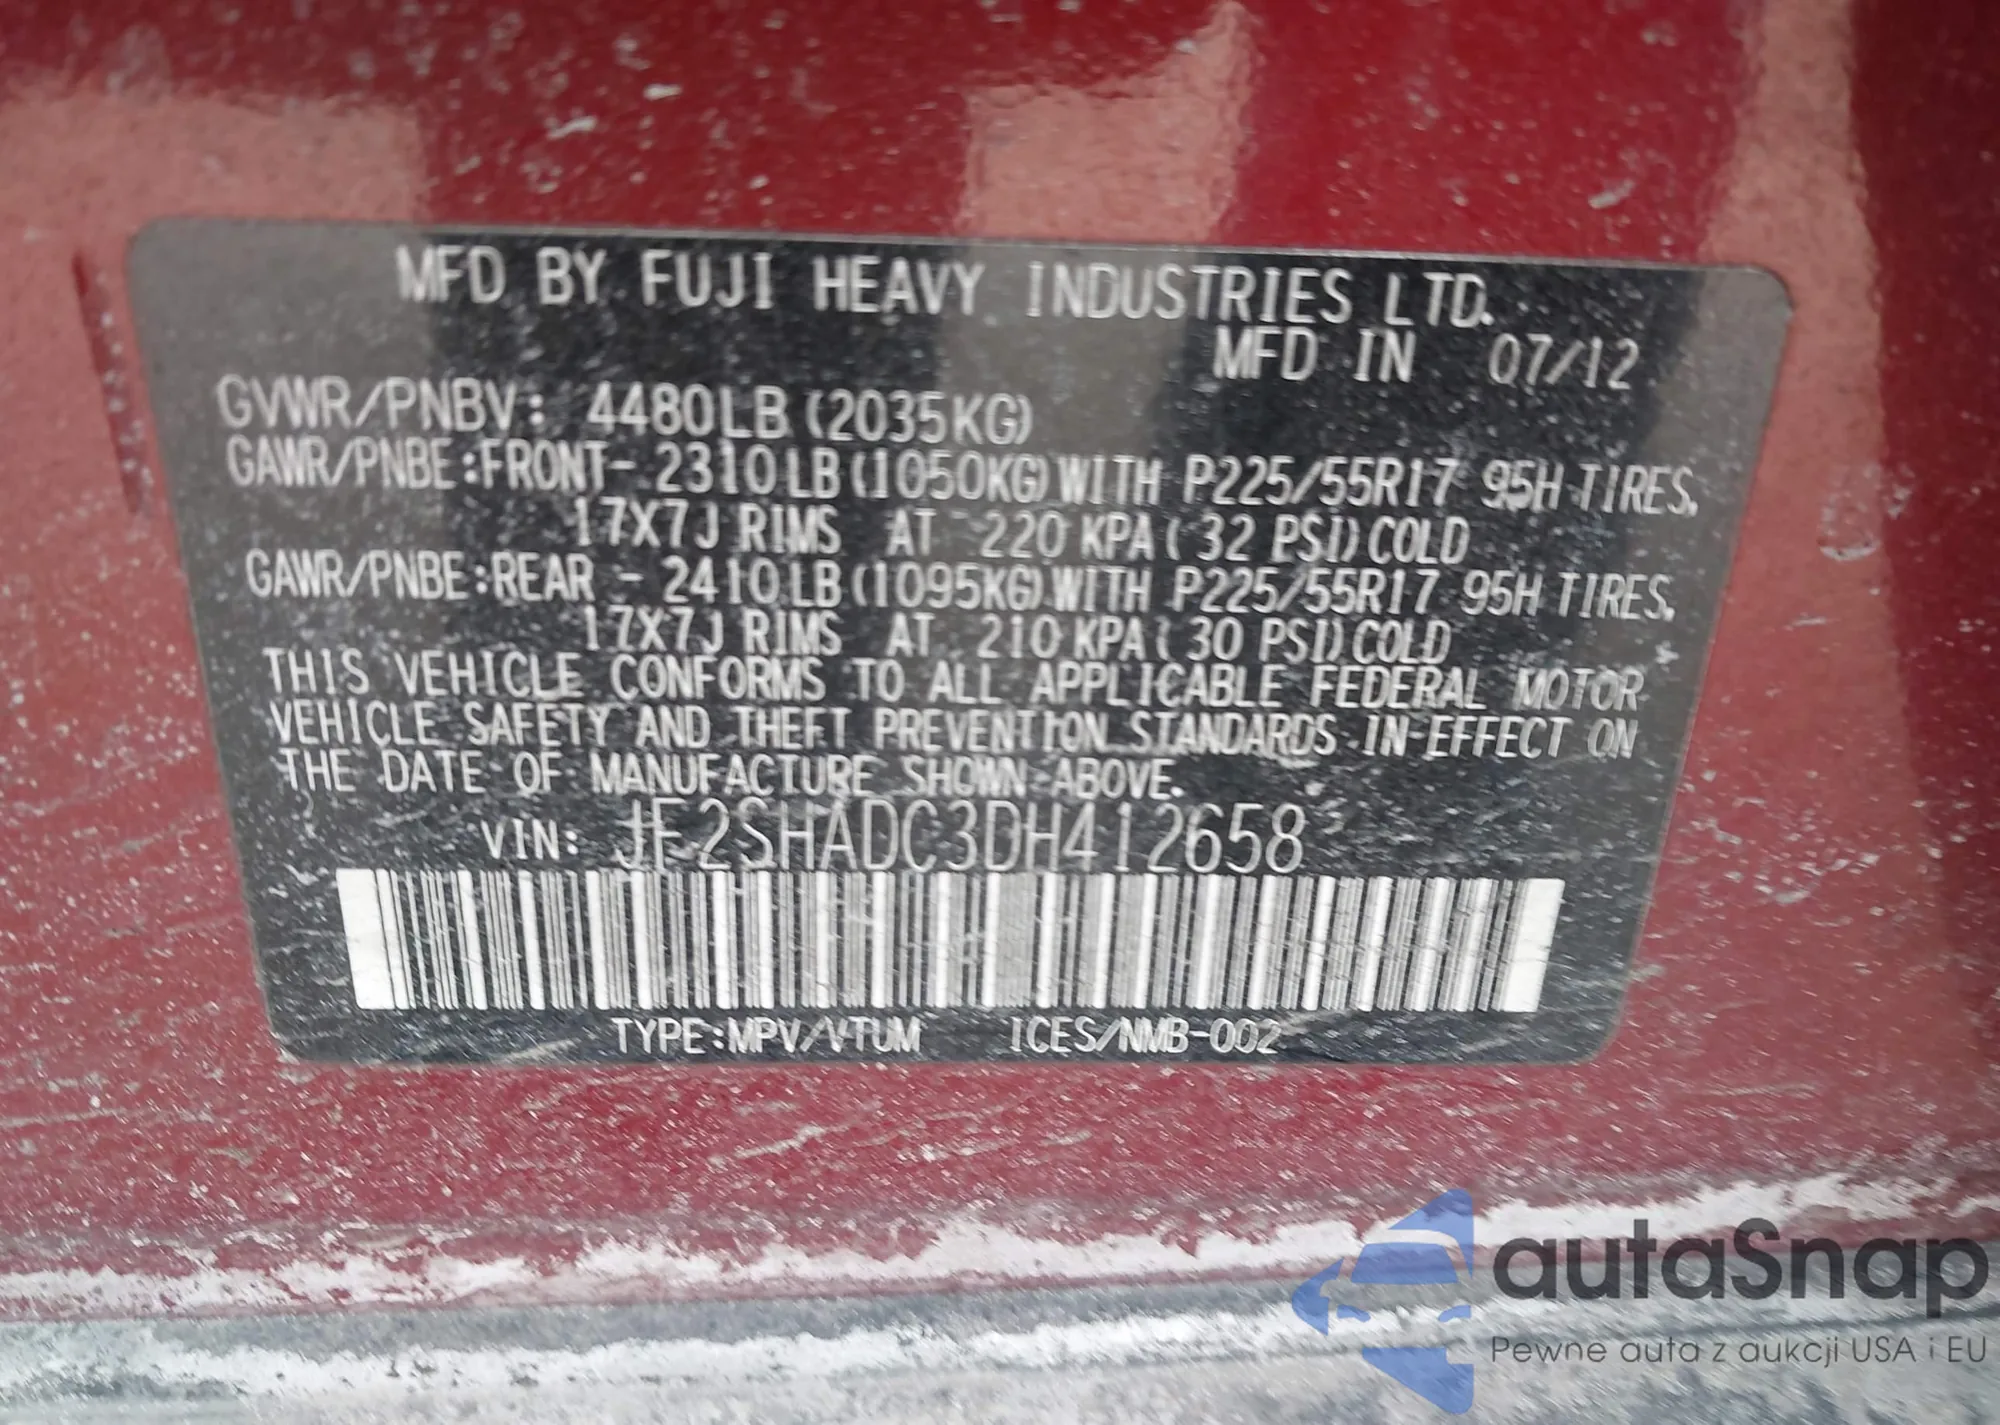 MFD BY FUJI HEAVY INDUSTRIES LTD.
MFD IN 07/12
GVWR/PNBV: 4480LB (2035KG)
GAWR/PNBE:FRONT- 2310LB (1050KG) WITH P225/55R17 95H TIRES,
17X7J RIMS AT 220 KPA ( 32 PSI) COLD
GAWR/PNBE:REAR - 2410LB (1095KG) WITH P225/55R17 95H TIRES,
17X7J RIMS AT 210 KPA ( 30 PSI) COLD
THIS VEHICLE CONFORMS TO ALL APPLICABLE FEDERAL MOTOR
VEHICLE SAFETY AND THEFT PREVENTION STANDARDS IN EFFECT ON
THE DATE OF MANUFACTURE SHOWN ABOVE.
VIN: JF2SHADC3DH412658
TYPE:MPV/VTUM ICES/NMB-002
autaSnap
Pewne auta z aukcji USA i EU